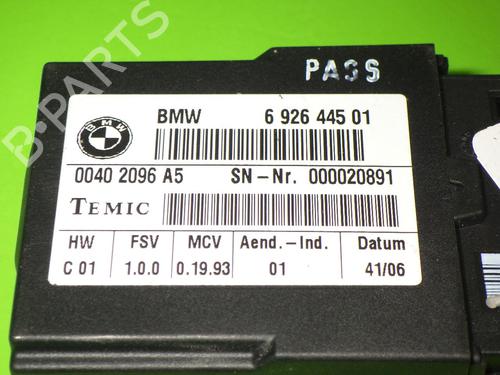 PASS
BMW
BMW 6 926 445 01
0040 2096 A5 SN-Nr. 000020891
TEMIC
HW FSV MCV Aend.-Ind. Datum
C 01 1.0.0 0.19.93 01 41/06
B-PARTS